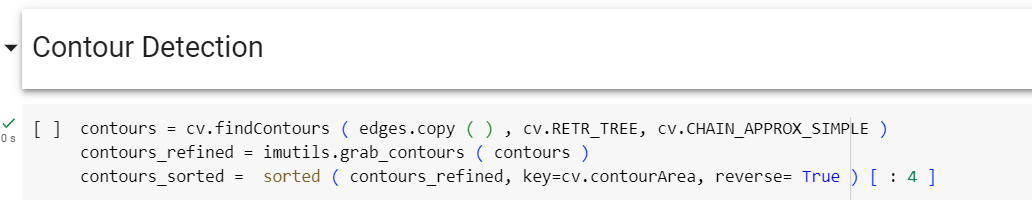 Contour Detection
0 s
[ ] contours = cv.findContours ( edges.copy ( ) , cv.RETR_TREE, cv.CHAIN_APPROX_SIMPLE )
contours_refined = imutils.grab_contours ( contours )
contours_sorted =  sorted ( contours_refined, key=cv.contourArea, reverse= True ) [ : 4 ]